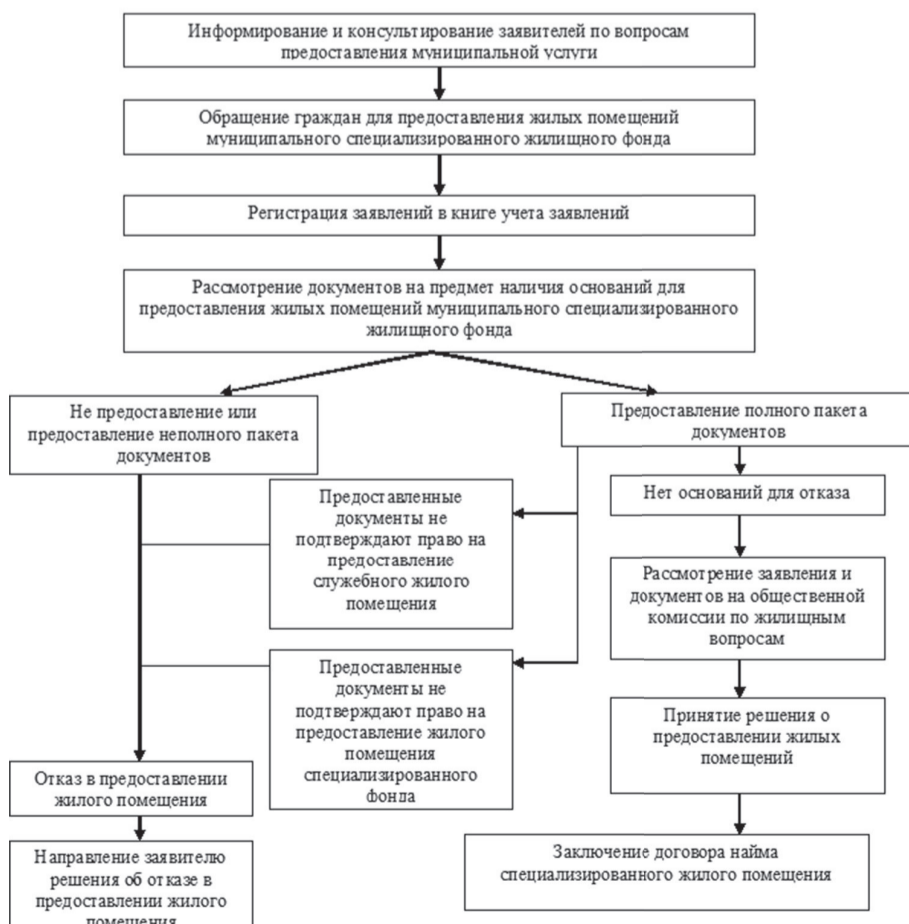 Информирование и консультирование заявителей по вопросам
предоставления муниципальной услуги
Обращение граждан для предоставления жилых помещений
муниципального специализированного жилищного фонда
Регистрация заявлений в книге учета заявлений
Рассмотрение документов на предмет наличия оснований для
предоставления жилых помещений муниципального специализированного
жилищного фонда
Не предоставление или
предоставление неполного пакета
документов
Предоставление полного пакета
документов
Нет оснований для отказа
Предоставленные
документы не
подтверждают право на
предоставление
служебного жилого
помещения
Рассмотрение заявления и
документов на общественной
комиссии по жилищным
вопросам
Предоставленные
документы не
подтверждают право на
предоставление жилого
помещения
специализированного
фонда
Принятие решения о
предоставлении жилых
помещений
Отказ в предоставлении
жилого помещения
Направление заявителю
решения об отказе в
предоставлении жилого
помещения
Заключение договора найма
специализированного жилого помещения